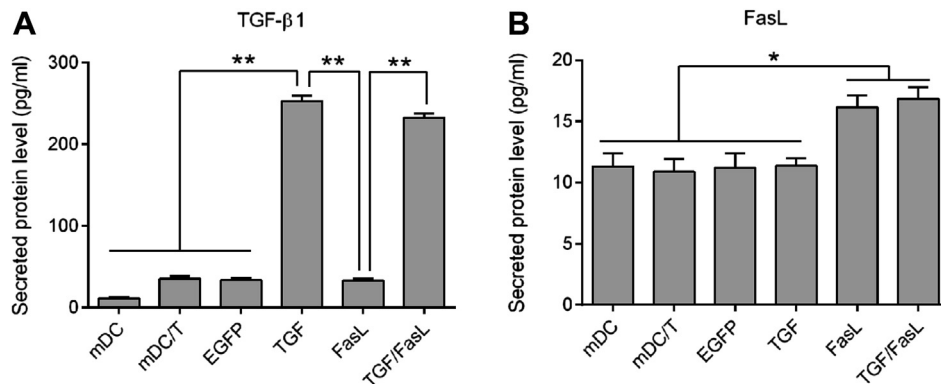 A
TGF-β1
Secreted protein level (pg/ml)
300
200
100
0
**
**
**
mDC
mDC/T
EGFP
TGF
FasL
TGF/FasL
B
FasL
Secreted protein level (pg/ml)
20
15
10
5
0
*
mDC
mDC/T
EGFP
TGF
FasL
TGF/FasL